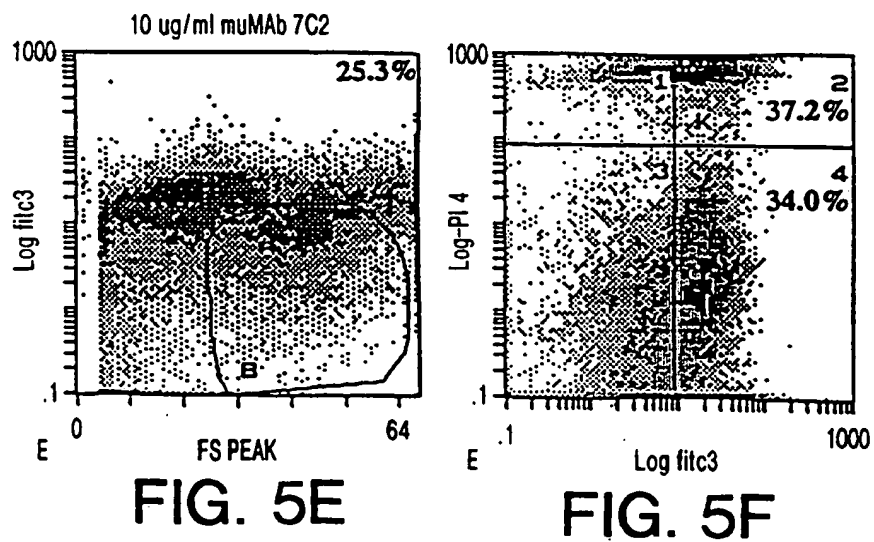 10 ug/ml muMAb 7C2
1000
25.3%
Log fitc3
B
.1
0
64
E
FS PEAK
FIG. 5E
1000
1
2
37.2%
K
3
4
34.0%
Log-PI 4
.1
.1
1000
E
Log fitc3
FIG. 5F